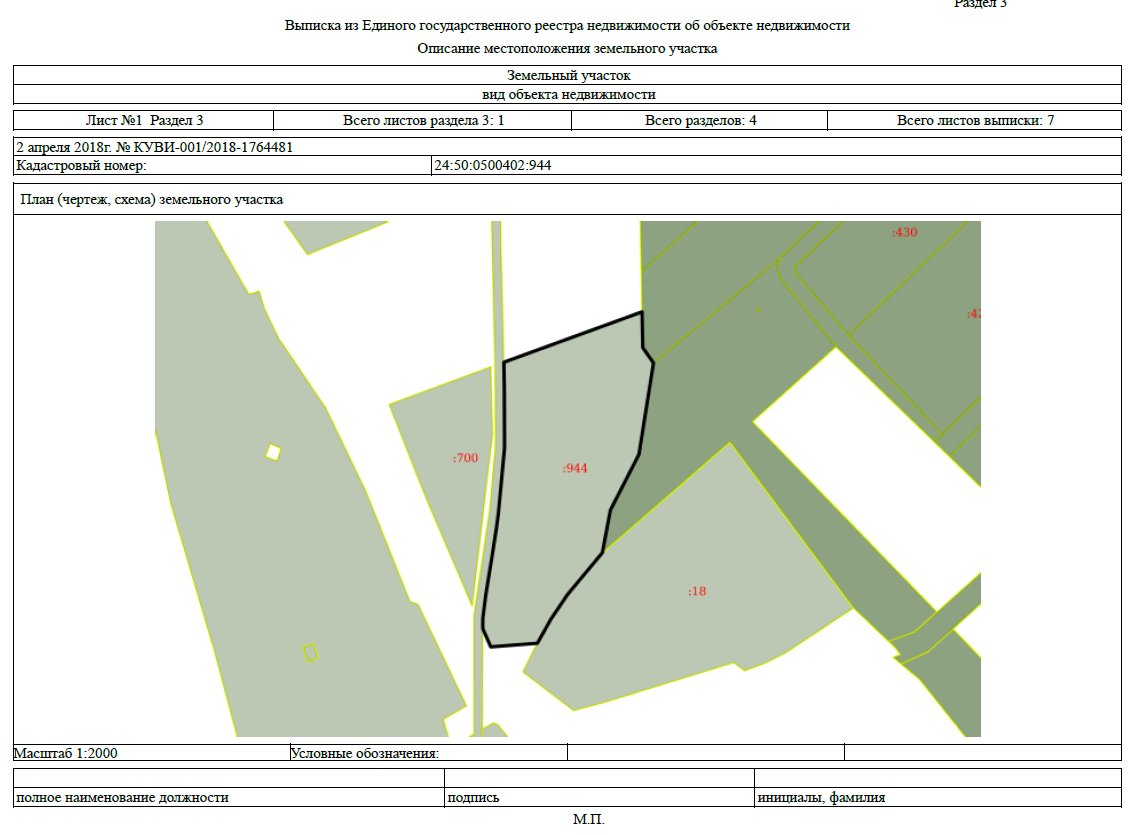 Раздел 3
Выписка из Единого государственного реестра недвижимости об объекте недвижимости
Описание местоположения земельного участка
Земельный участок
вид объекта недвижимости
Лист №1 Раздел 3 Всего листов раздела 3: 1 Всего разделов: 4 Всего листов выписки: 7
2 апреля 2018г. № КУВИ-001/2018-1764481
Кадастровый номер: 24:50:0500402:944
План (чертеж, схема) земельного участка
:430
:42
:700
:944
:18
Масштаб 1:2000 Условные обозначения:
полное наименование должности подпись инициалы, фамилия
М.П.